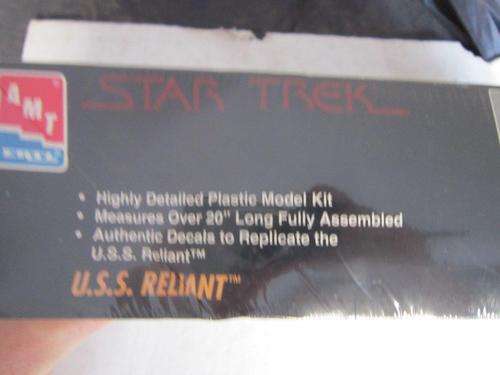 AMT
ERTL
STAR TREK
• Highly Detailed Plastic Model Kit
• Measures Over 20" Long Fully Assembled
• Authentic Decals to Replicate the
U.S.S. Reliant™
U.S.S. RELIANT™